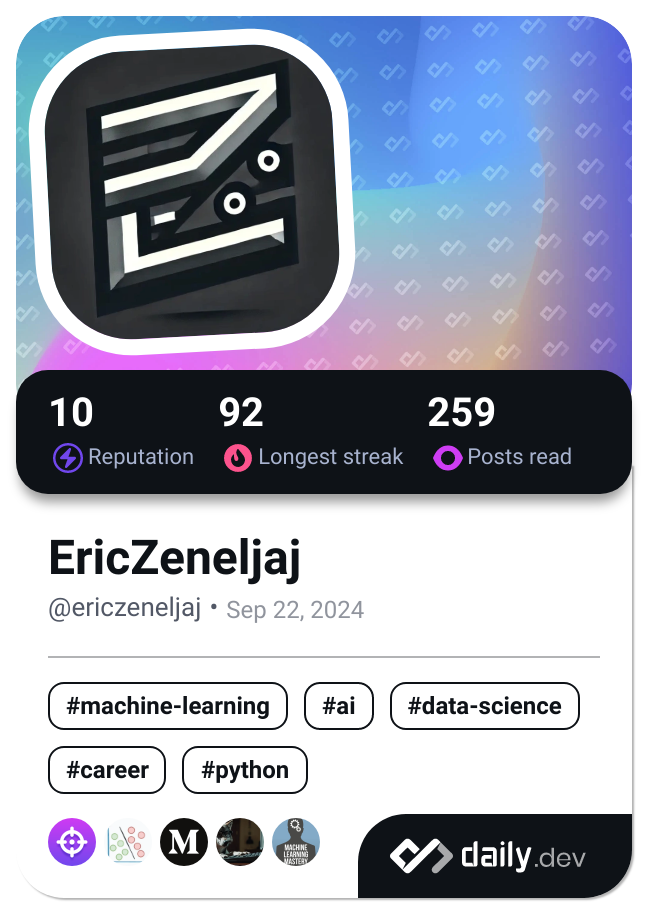 10 92 259
Reputation Longest streak Posts read
EricZeneljaj
@ericzeneljaj • Sep 22, 2024
#machine-learning #ai #data-science
#career #python
M
MACHINE
LEARNING
MASTERY
daily.dev